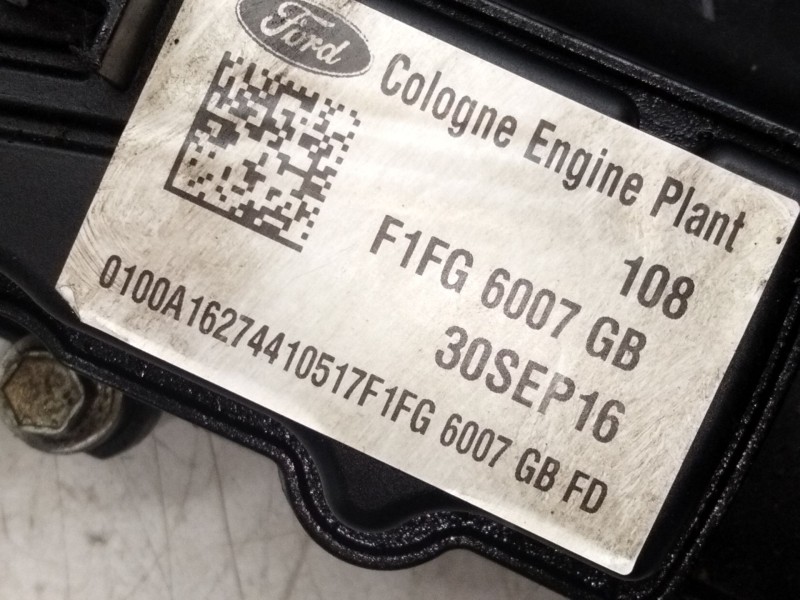 Ford
Cologne Engine Plant
108
F1FG 6007 GB
30SEP16
0100A16274410517F1FG 6007 GB FD